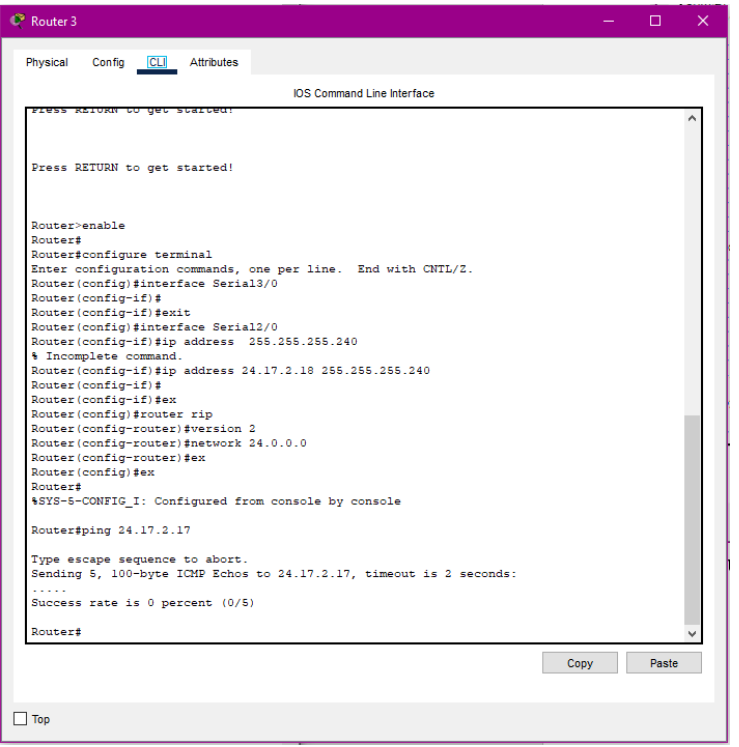 Router 3
Physical Config CLI Attributes
IOS Command Line Interface
Press RETURN to get started!
Press RETURN to get started!
Router>enable
Router#
Router#configure terminal
Enter configuration commands, one per line.  End with CNTL/Z.
Router(config)#interface Serial3/0
Router(config-if)#
Router(config-if)#exit
Router(config)#interface Serial2/0
Router(config-if)#ip address  255.255.255.240
% Incomplete command.
Router(config-if)#ip address 24.17.2.18 255.255.255.240
Router(config-if)#
Router(config-if)#ex
Router(config)#router rip
Router(config-router)#version 2
Router(config-router)#network 24.0.0.0
Router(config-router)#ex
Router(config)#ex
Router#
%SYS-5-CONFIG_I: Configured from console by console
Router#ping 24.17.2.17
Type escape sequence to abort.
Sending 5, 100-byte ICMP Echos to 24.17.2.17, timeout is 2 seconds:
.....
Success rate is 0 percent (0/5)
Router#
Copy Paste
Top